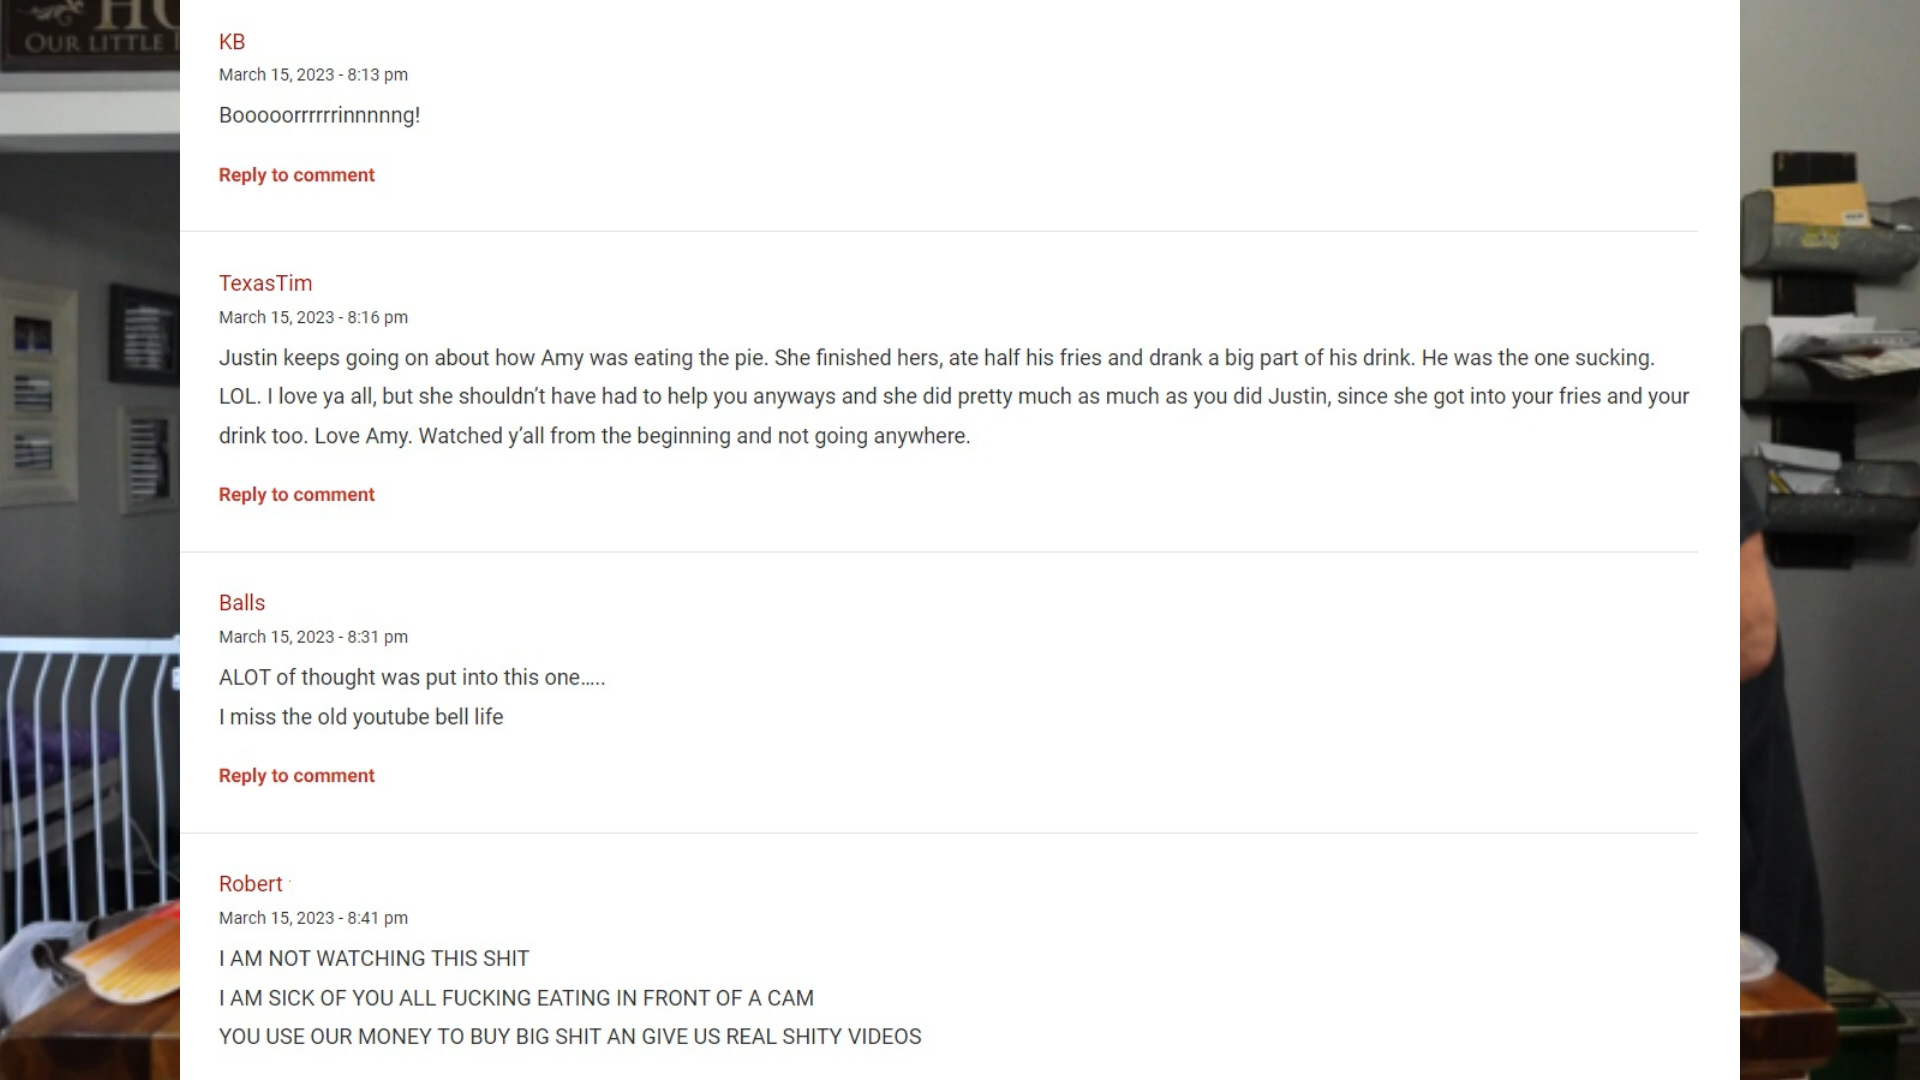 HO
OUR LITTLE
KB
March 15, 2023 - 8:13 pm
Booooorrrrrrinnnnng!
Reply to comment
TexasTim
March 15, 2023 - 8:16 pm
Justin keeps going on about how Amy was eating the pie. She finished hers, ate half his fries and drank a big part of his drink. He was the one sucking.
LOL. I love ya all, but she shouldn’t have had to help you anyways and she did pretty much as much as you did Justin, since she got into your fries and your
drink too. Love Amy. Watched y’all from the beginning and not going anywhere.
Reply to comment
Balls
March 15, 2023 - 8:31 pm
ALOT of thought was put into this one…..
I miss the old youtube bell life
Reply to comment
Robert
March 15, 2023 - 8:41 pm
I AM NOT WATCHING THIS SHIT
I AM SICK OF YOU ALL FUCKING EATING IN FRONT OF A CAM
YOU USE OUR MONEY TO BUY BIG SHIT AN GIVE US REAL SHITY VIDEOS